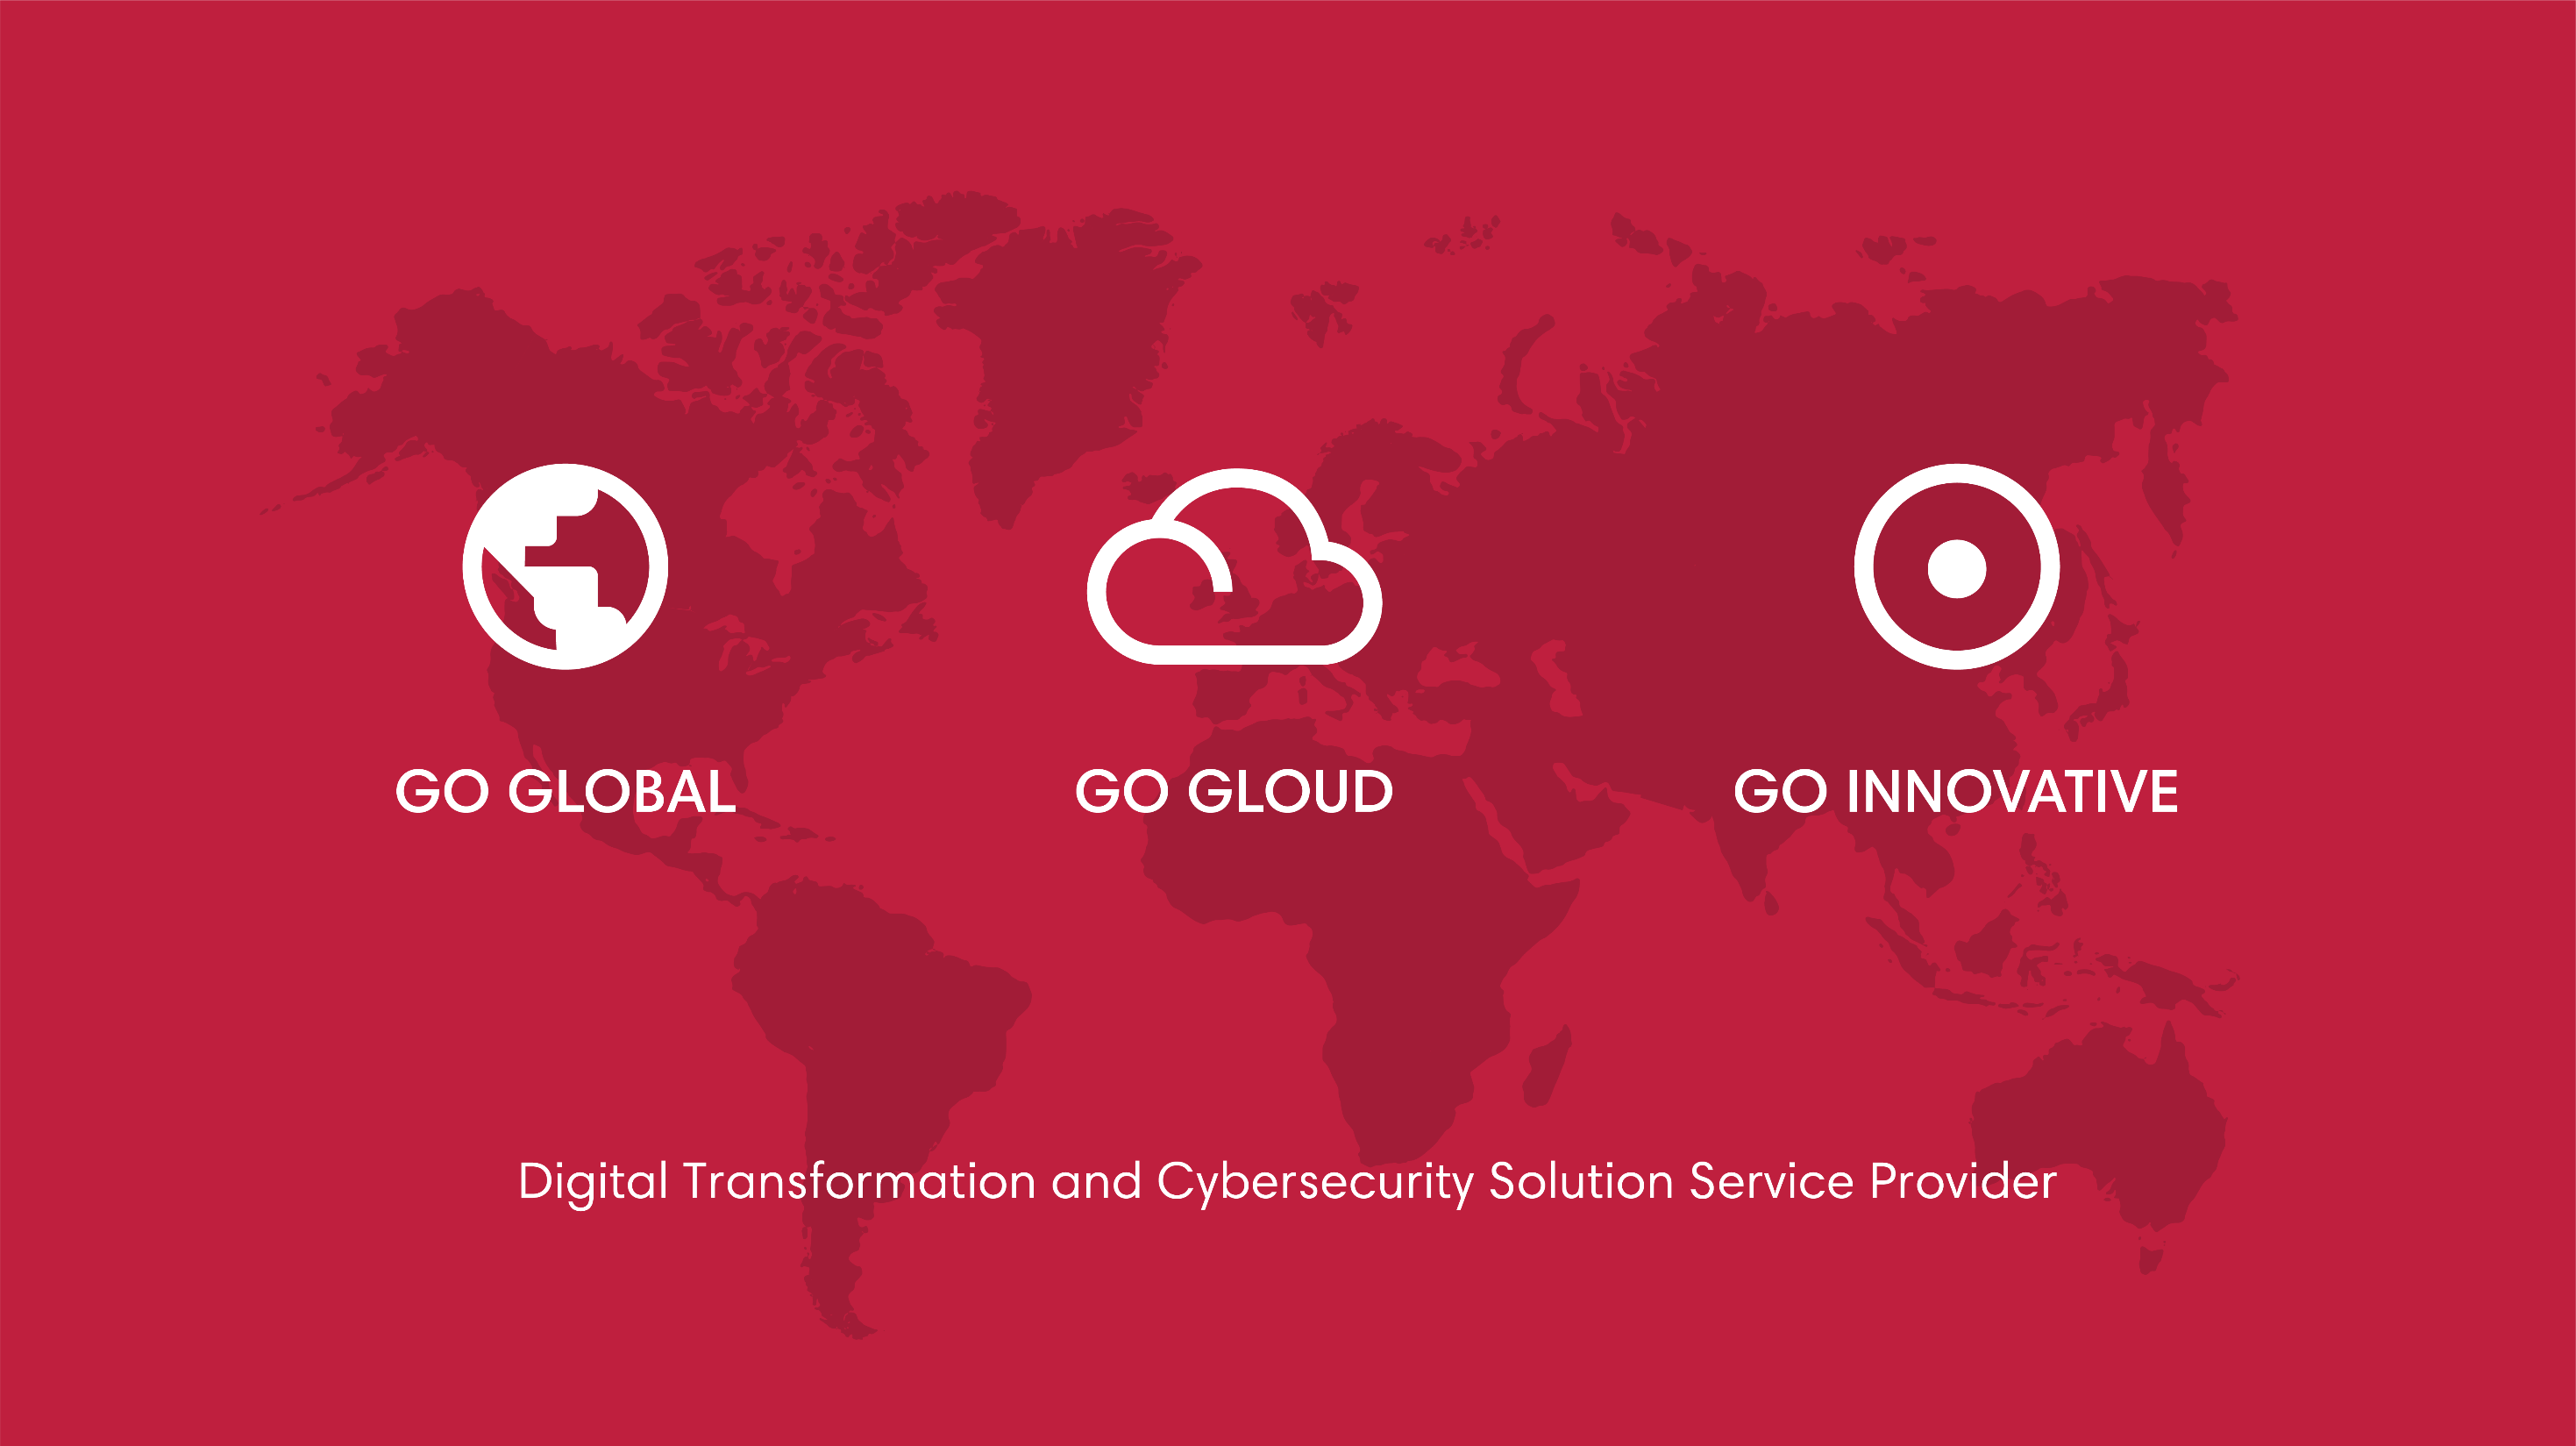 GO GLOBAL
GO GLOUD
GO INNOVATIVE
Digital Transformation and Cybersecurity Solution Service Provider